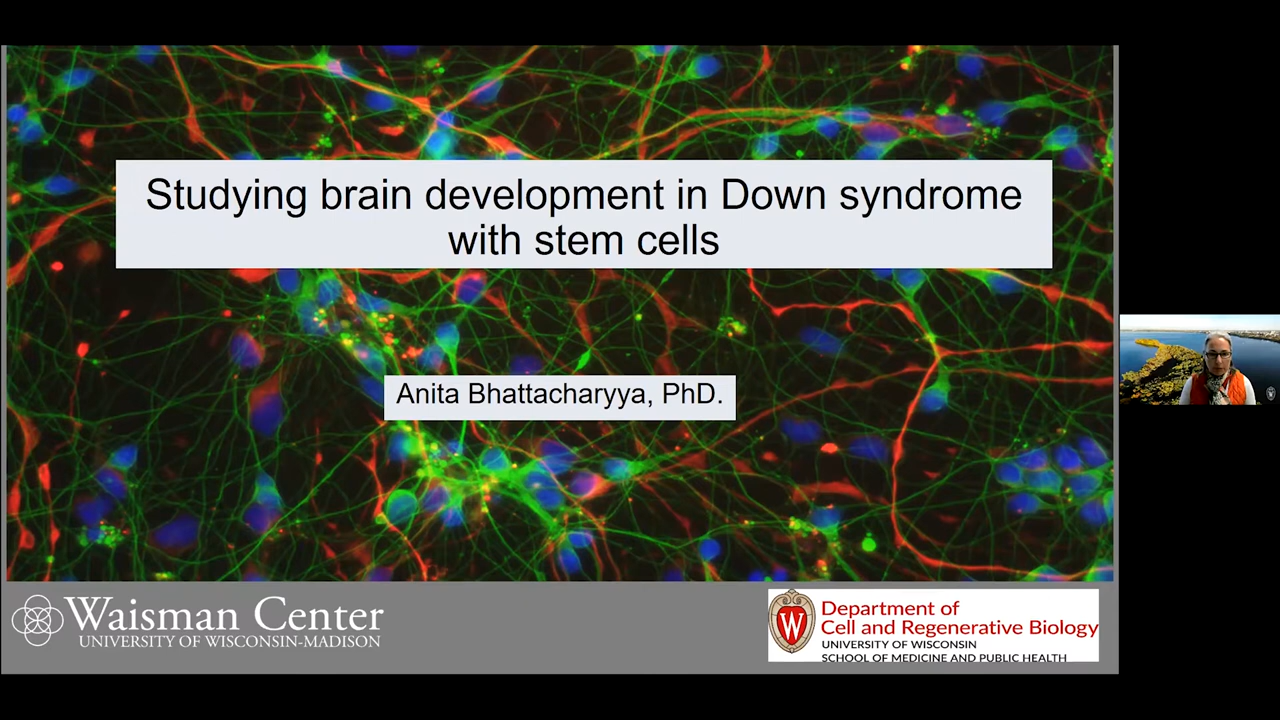 Studying brain development in Down syndrome
with stem cells
Anita Bhattacharyya, PhD.
Waisman Center
UNIVERSITY OF WISCONSIN-MADISON
W
Department of
Cell and Regenerative Biology
UNIVERSITY OF WISCONSIN
SCHOOL OF MEDICINE AND PUBLIC HEALTH